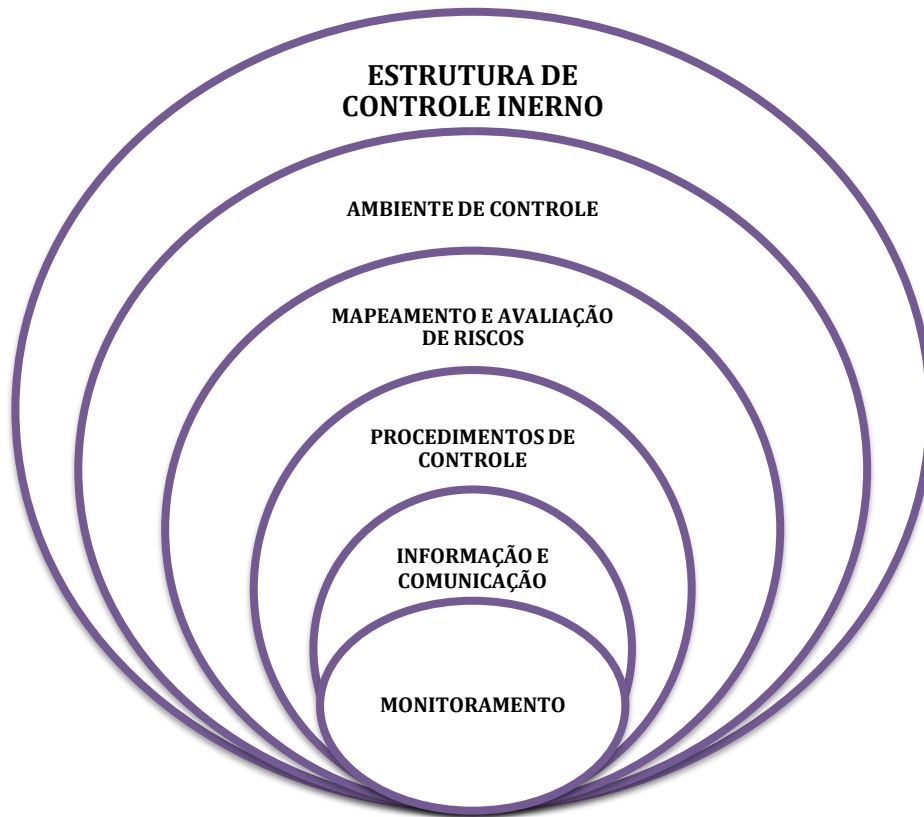 ESTRUTURA DE
CONTROLE INERNO
AMBIENTE DE CONTROLE
MAPEAMENTO E AVALIAÇÃO
DE RISCOS
PROCEDIMENTOS DE
CONTROLE
INFORMAÇÃO E
COMUNICAÇÃO
MONITORAMENTO